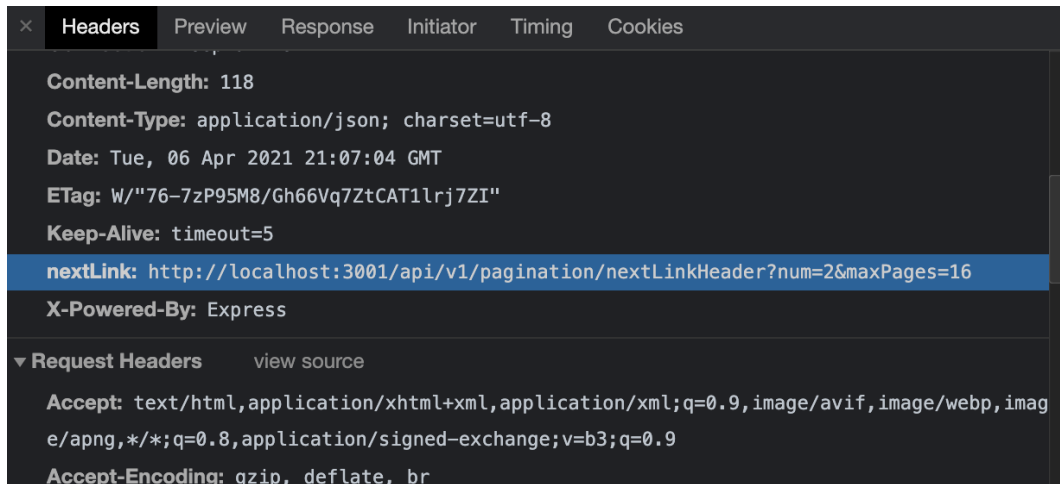 × Headers Preview Response Initiator Timing Cookies
Content-Length: 118
Content-Type: application/json; charset=utf-8
Date: Tue, 06 Apr 2021 21:07:04 GMT
ETag: W/"76-7zP95M8/Gh66Vq7ZtCAT1lrj7ZI"
Keep-Alive: timeout=5
nextLink: http://localhost:3001/api/v1/pagination/nextLinkHeader?num=2&maxPages=16
X-Powered-By: Express
▼ Request Headers view source
Accept: text/html,application/xhtml+xml,application/xml;q=0.9,image/avif,image/webp,imag
e/apng,*/*;q=0.8,application/signed-exchange;v=b3;q=0.9
Accept-Encoding: gzip, deflate, br